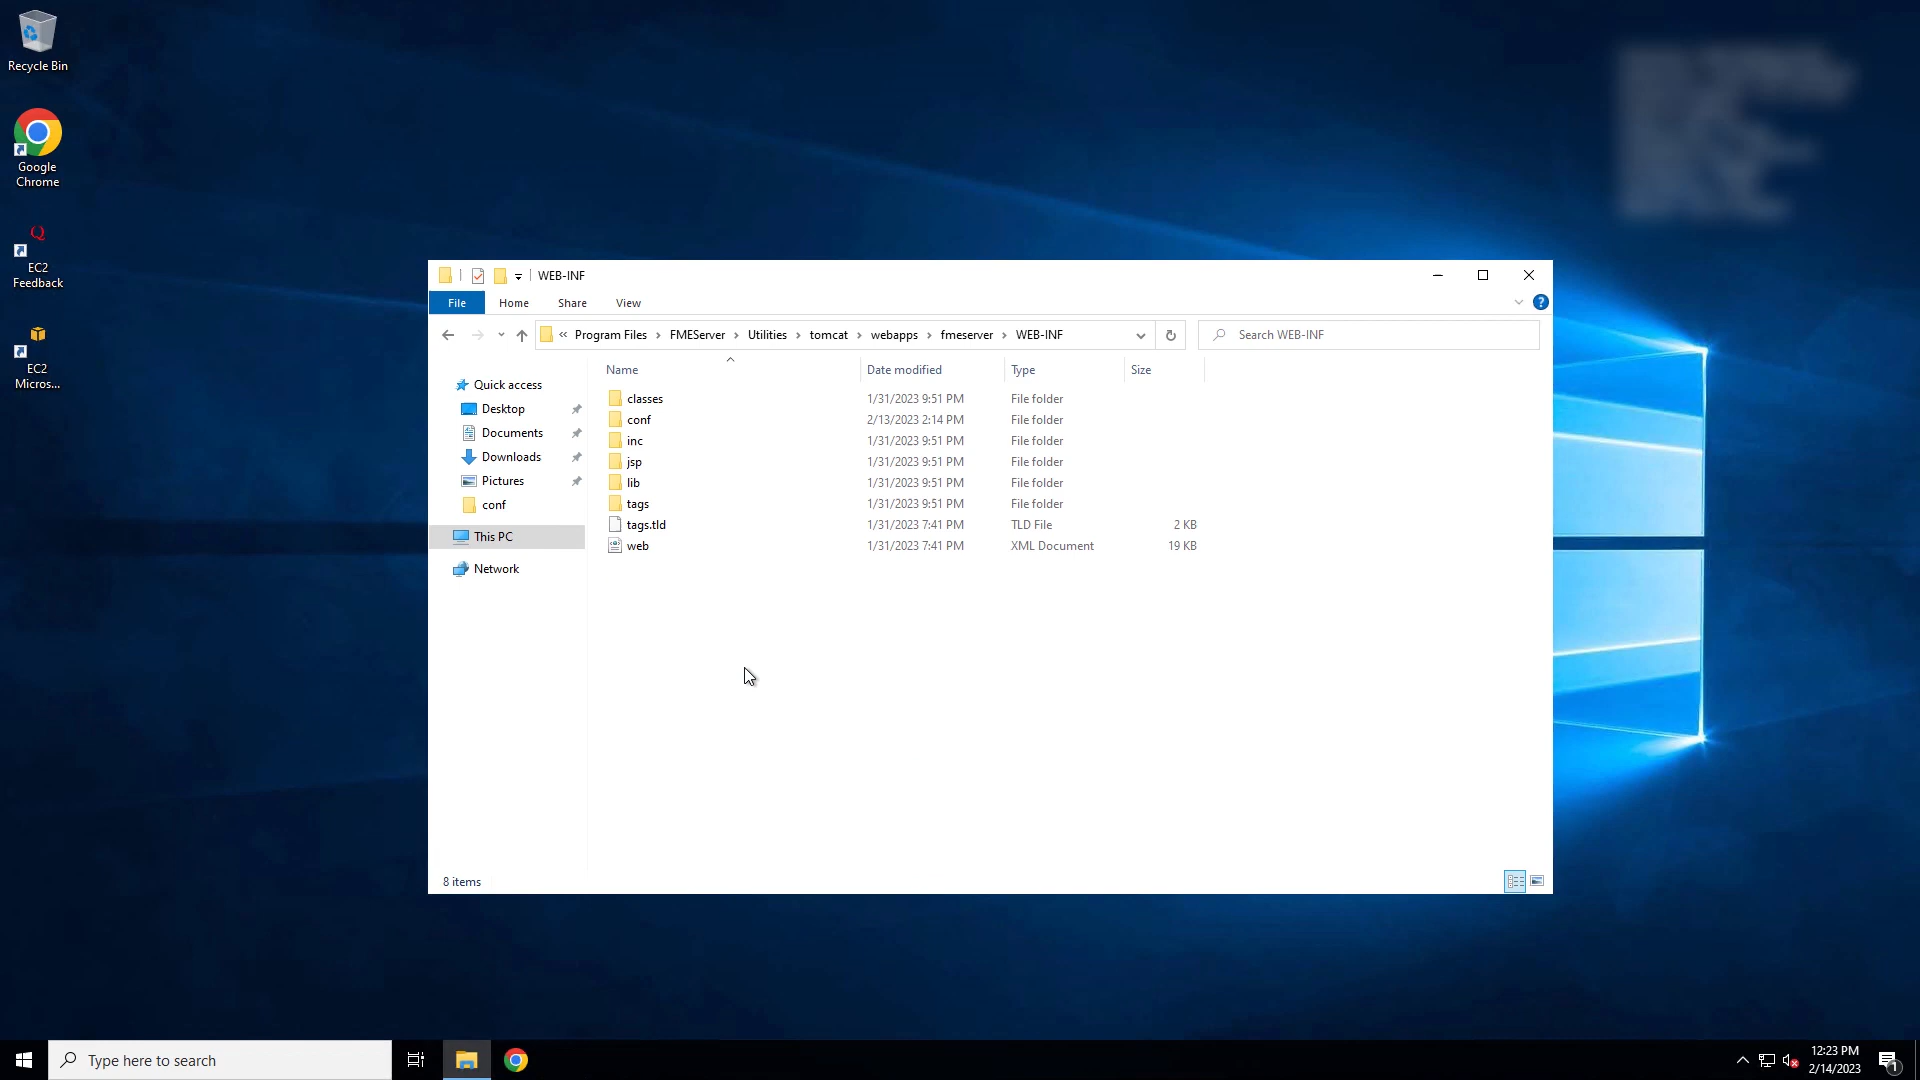 Recycle Bin
Google
Chrome
EC2
Feedback
EC2
Micros...
WEB-INF
File Home Share View
« Program Files › FMEServer › Utilities › tomcat › webapps › fmeserver › WEB-INF
Search WEB-INF
Quick access
Desktop
Documents
Downloads
Pictures
conf
This PC
Network
Name Date modified Type Size
classes 1/31/2023 9:51 PM File folder
conf 2/13/2023 2:14 PM File folder
inc 1/31/2023 9:51 PM File folder
jsp 1/31/2023 9:51 PM File folder
lib 1/31/2023 9:51 PM File folder
tags 1/31/2023 9:51 PM File folder
tags.tld 1/31/2023 7:41 PM TLD File 2 KB
web 1/31/2023 7:41 PM XML Document 19 KB
8 items
Type here to search
12:23 PM
2/14/2023
1